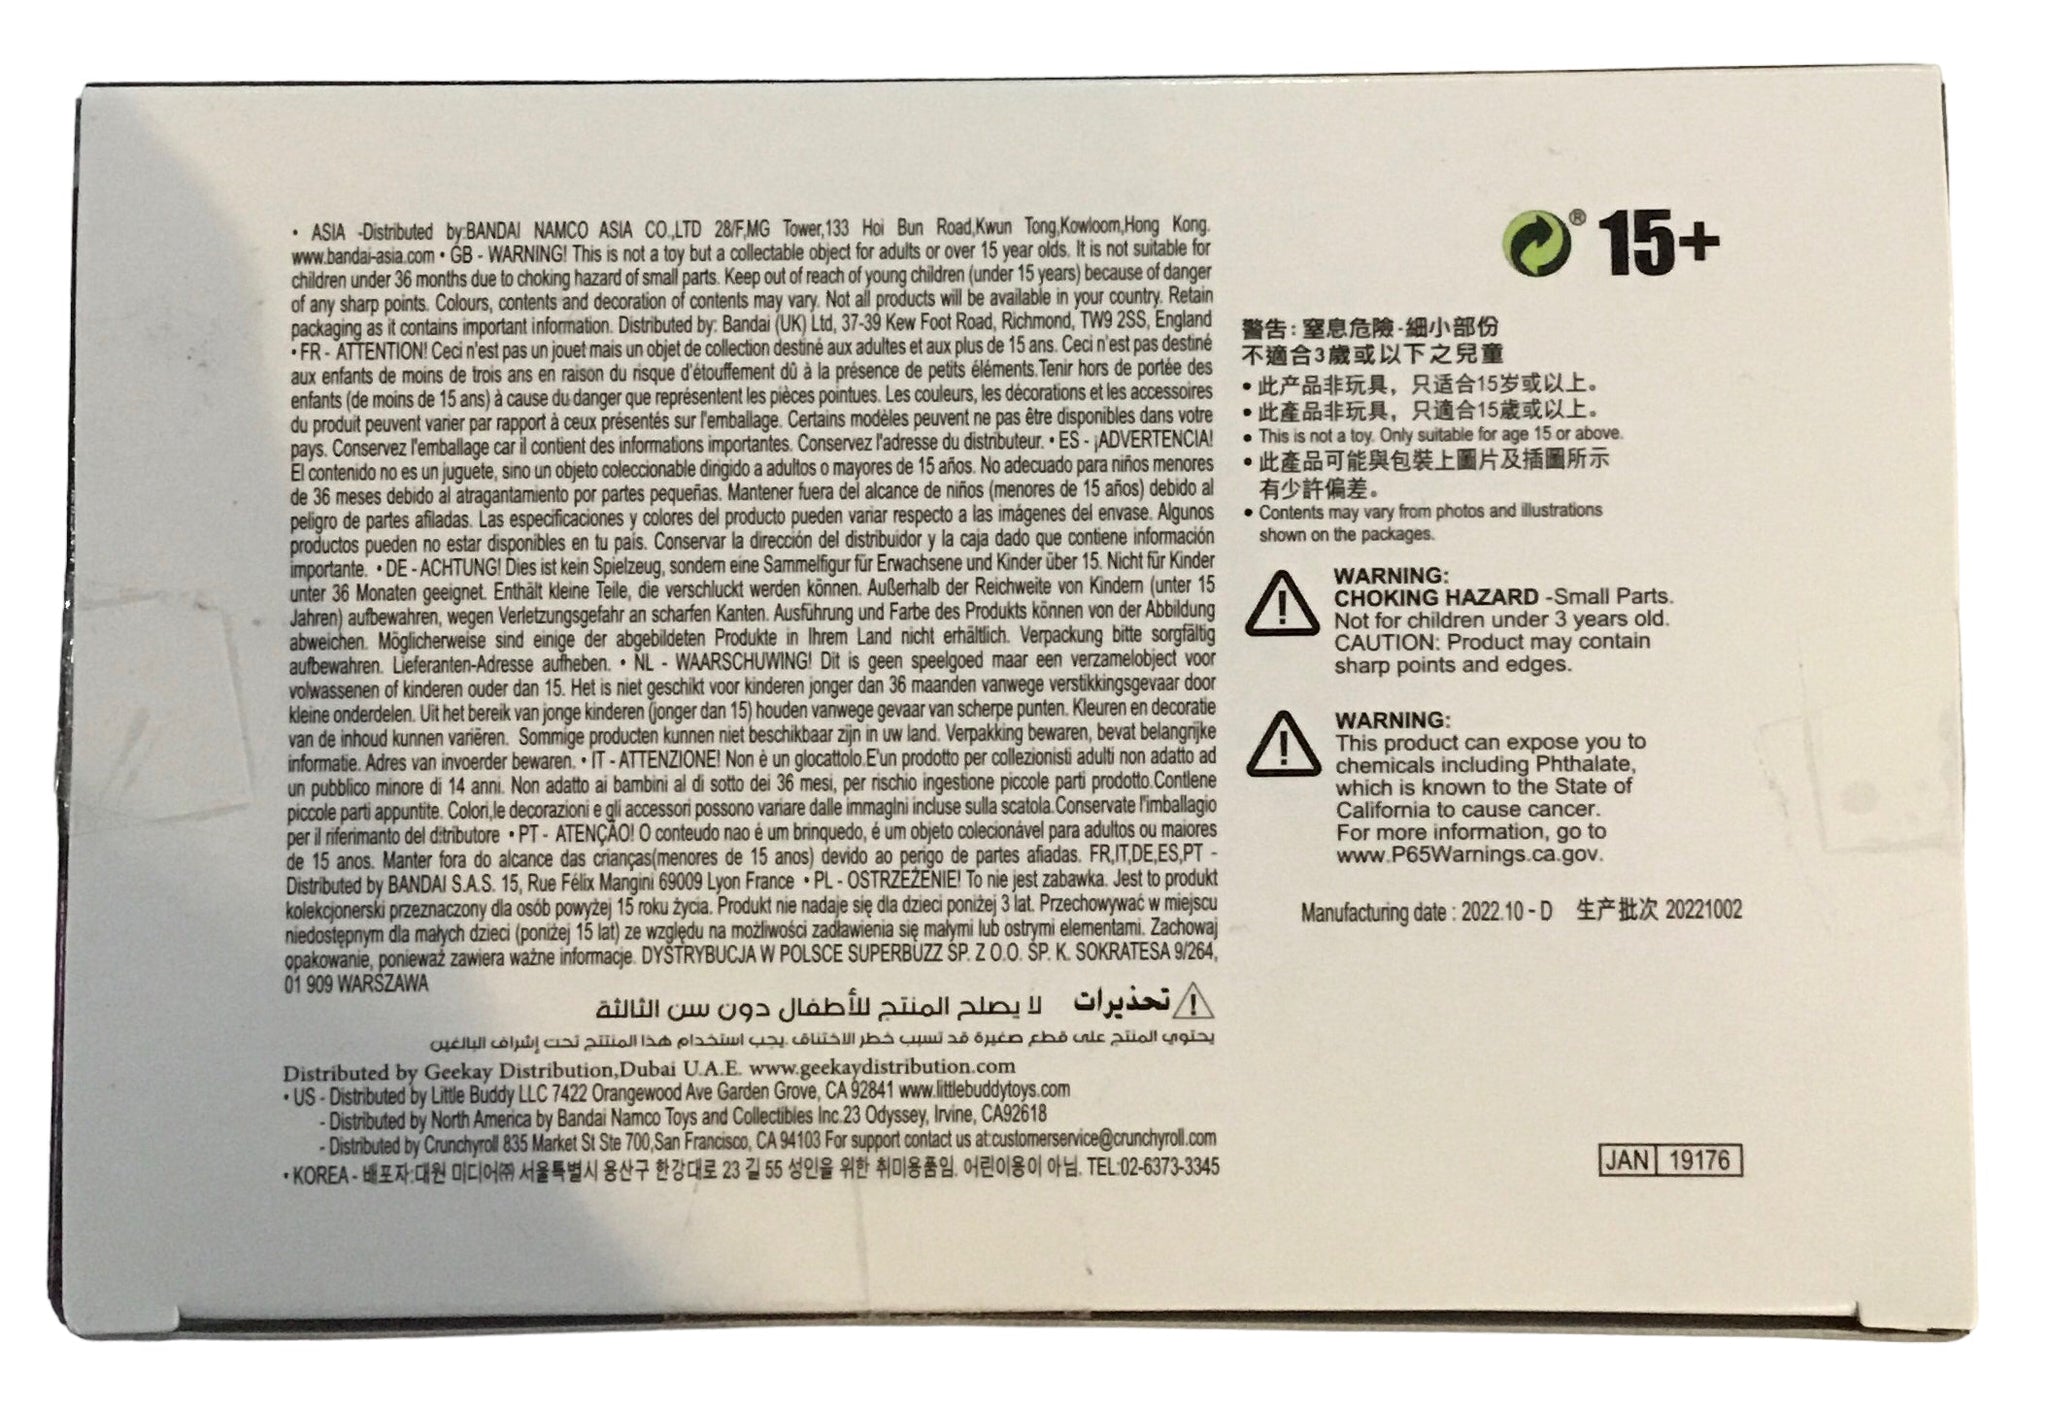 • ASIA -Distributed by:BANDAI NAMCO ASIA CO.,LTD 28/F,MG Tower,133 Hoi Bun Road,Kwun Tong,Kowloom,Hong Kong.
www.bandai-asia.com • GB - WARNING! This is not a toy but a collectable object for adults or over 15 year olds. It is not suitable for
children under 36 months due to choking hazard of small parts. Keep out of reach of young children (under 15 years) because of danger
of any sharp points. Colours, contents and decoration of contents may vary. Not all products will be available in your country. Retain
packaging as it contains important information. Distributed by: Bandai (UK) Ltd, 37-39 Kew Foot Road, Richmond, TW9 2SS, England
• FR - ATTENTION! Ceci n'est pas un jouet mais un objet de collection destiné aux adultes et aux plus de 15 ans. Ceci n'est pas destiné
aux enfants de moins de trois ans en raison du risque d'étouffement dû à la présence de petits éléments.Tenir hors de portée des
enfants (de moins de 15 ans) à cause du danger que représentent les pièces pointues. Les couleurs, les décorations et les accessoires
du produit peuvent varier par rapport à ceux présentés sur l'emballage. Certains modèles peuvent ne pas être disponibles dans votre
pays. Conservez l'emballage car il contient des informations importantes. Conservez l'adresse du distributeur. • ES - ¡ADVERTENCIA!
El contenido no es un juguete, sino un objeto coleccionable dirigido a adultos o mayores de 15 años. No adecuado para niños menores
de 36 meses debido al atragantamiento por partes pequeñas. Mantener fuera del alcance de niños (menores de 15 años) debido al
peligro de partes afiladas. Las especificaciones y colores del producto pueden variar respecto a las imágenes del envase. Algunos
productos pueden no estar disponibles en tu país. Conservar la dirección del distribuidor y la caja dado que contiene información
importante. • DE - ACHTUNG! Dies ist kein Spielzeug, sondern eine Sammelfigur für Erwachsene und Kinder über 15. Nicht für Kinder
unter 36 Monaten geeignet. Enthält kleine Teile, die verschluckt werden können. Außerhalb der Reichweite von Kindern (unter 15
Jahren) aufbewahren, wegen Verletzungsgefahr an scharfen Kanten. Ausführung und Farbe des Produkts können von der Abbildung
abweichen. Möglicherweise sind einige der abgebildeten Produkte in Ihrem Land nicht erhältlich. Verpackung bitte sorgfältig
aufbewahren. Lieferanten-Adresse aufheben. • NL - WAARSCHUWING! Dit is geen speelgoed maar een verzamelobject voor
volwassenen of kinderen ouder dan 15. Het is niet geschikt voor kinderen jonger dan 36 maanden vanwege verstikkingsgevaar door
kleine onderdelen. Uit het bereik van jonge kinderen (jonger dan 15) houden vanwege gevaar van scherpe punten. Kleuren en decoratie
van de inhoud kunnen variëren. Sommige producten kunnen niet beschikbaar zijn in uw land. Verpakking bewaren, bevat belangrijke
informatie. Adres van invoerder bewaren. • IT - ATTENZIONE! Non è un glocattolo.E'un prodotto per collezionisti adulti non adatto ad
un pubblico minore di 14 anni. Non adatto ai bambini al di sotto dei 36 mesi, per rischio ingestione piccole parti prodotto.Contlene
piccole parti appuntite. Colori,le decorazioni e gli accessori possono variare dalle immaglni incluse sulla scatola.Conservate l'imballagio
per il riferimanto del ditributore • PT - ATENÇÃO! O conteudo nao é um brinquedo, é um objeto colecionável para adultos ou maiores
de 15 anos. Manter fora do alcance das crianças(menores de 15 anos) devido ao perigo de partes afiadas. FR,IT,DE,ES,PT -
Distributed by BANDAI S.A.S. 15, Rue Félix Mangini 69009 Lyon France • PL - OSTRZEŻENIE! To nie jest zabawka. Jest to produkt
kolekcjonerski przeznaczony dla osób powyżej 15 roku życia. Produkt nie nadaje się dla dzieci poniżej 3 lat. Przechowywać w miejscu
niedostępnym dla małych dzieci (poniżej 15 lat) ze względu na możliwości zadławienia się małymi lub ostrymi elementami. Zachowaj
opakowanie, ponieważ zawiera ważne informacje. DYSTRYBUCJA W POLSCE SUPERBUZZ SP. Z O.O. SP. K. SOKRATESA 9/264,
01 909 WARSZAWA
تحذيرات لا يصلح المنتج للأطفال دون سن الثالثة
يحتوي المنتج على قطع صغيرة قد تسبب خطر الاختناق. يجب استخدام هذا المنتج تحت إشراف البالغين
Distributed by Geekay Distribution,Dubai U.A.E. www.geekaydistribution.com
• US - Distributed by Little Buddy LLC 7422 Orangewood Ave Garden Grove, CA 92841 www.littlebuddytoys.com
- Distributed by North America by Bandai Namco Toys and Collectibles Inc.23 Odyssey, Irvine, CA92618
- Distributed by Crunchyroll 835 Market St Ste 700,San Francisco, CA 94103 For support contact us at:customerservice@crunchyroll.com
• KOREA - 배포자:대원 미디어㈜ 서울특별시 용산구 한강대로 23 길 55 성인을 위한 취미용품임. 어린이용이 아님. TEL:02-6373-3345
® 15+
警告: 窒息危險-細小部份
不適合3歲或以下之兒童
• 此产品非玩具，只适合15岁或以上。
• 此產品非玩具，只適合15歲或以上。
• This is not a toy. Only suitable for age 15 or above.
• 此產品可能與包裝上圖片及插圖所示
有少許偏差。
• Contents may vary from photos and illustrations
shown on the packages.
WARNING:
CHOKING HAZARD -Small Parts.
Not for children under 3 years old.
CAUTION: Product may contain
sharp points and edges.
WARNING:
This product can expose you to
chemicals including Phthalate,
which is known to the State of
California to cause cancer.
For more information, go to
www.P65Warnings.ca.gov.
Manufacturing date : 2022.10 - D 生产批次 20221002
JAN 19176